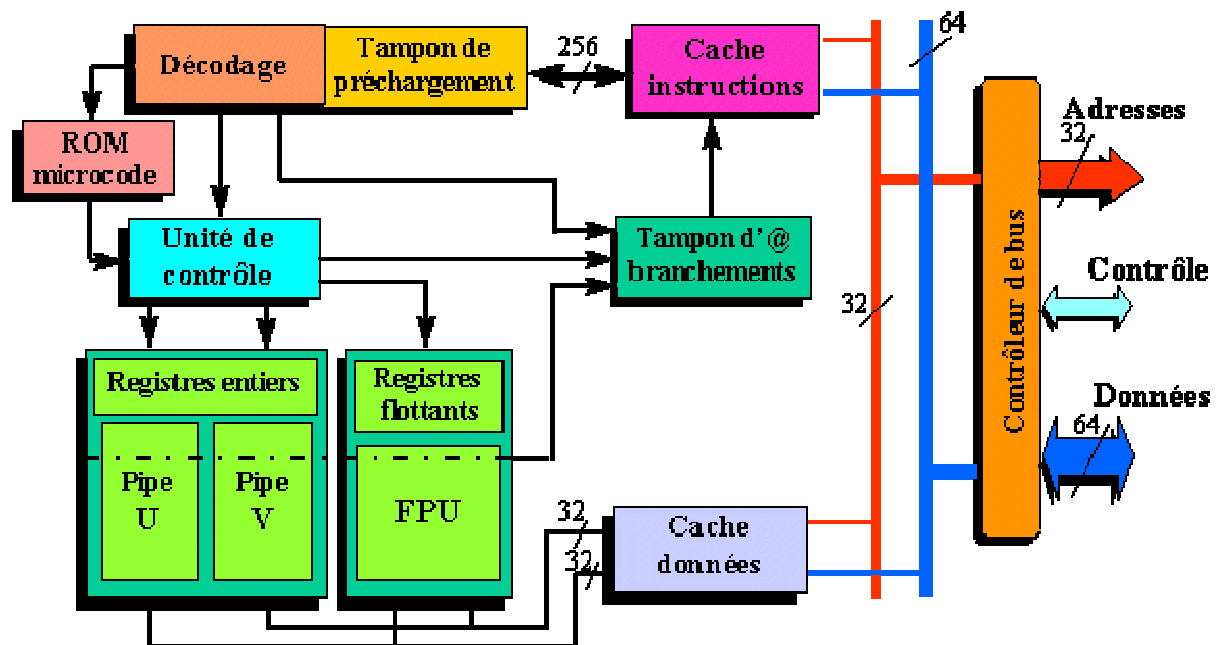 Décodage
Tampon de
préchargement
256
Cache
instructions
64
ROM
microcode
Adresses
32
Unité de
contrôle
Tampon d'@
branchements
Contrôle
32
Contrôleur de bus
Registres entiers
Registres
flottants
Données
64
Pipe
U
Pipe
V
FPU
32
32
Cache
données